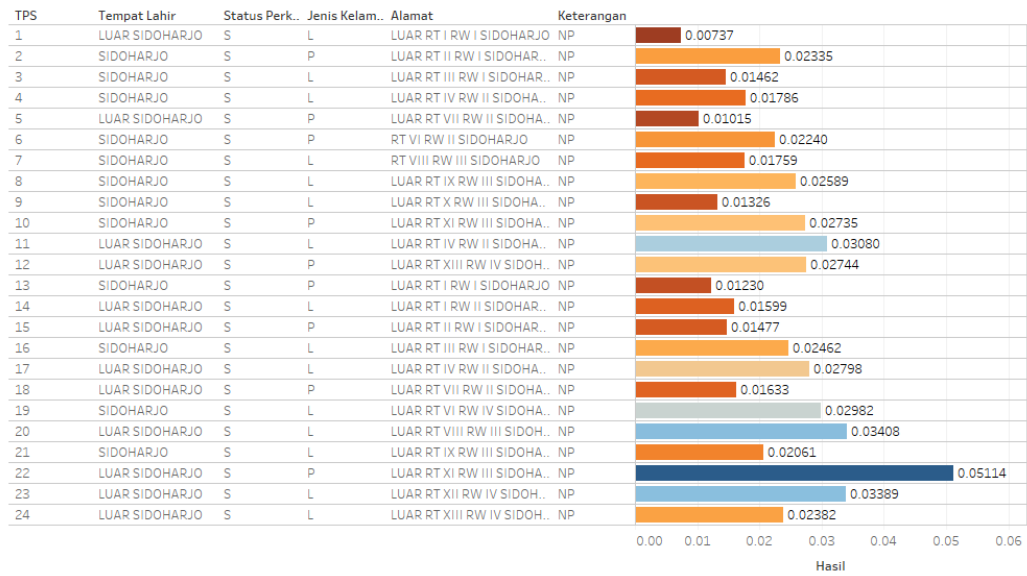 TPS Tempat Lahir Status Perk.. Jenis Kelam.. Alamat Keterangan
1 LUAR SIDOHARJO S L LUAR RT I RW I SIDOHARJO NP 0.00737
2 SIDOHARJO S P LUAR RT II RW I SIDOHAR.. NP 0.02335
3 SIDOHARJO S L LUAR RT III RW I SIDOHAR.. NP 0.01462
4 SIDOHARJO S L LUAR RT IV RW II SIDOHA.. NP 0.01786
5 LUAR SIDOHARJO S P LUAR RT VII RW II SIDOHA.. NP 0.01015
6 SIDOHARJO S P RT VI RW II SIDOHARJO NP 0.02240
7 SIDOHARJO S L RT VIII RW III SIDOHARJO NP 0.01759
8 SIDOHARJO S L LUAR RT IX RW III SIDOHA.. NP 0.02589
9 SIDOHARJO S L LUAR RT X RW III SIDOHA.. NP 0.01326
10 SIDOHARJO S P LUAR RT XI RW III SIDOHA.. NP 0.02735
11 LUAR SIDOHARJO S L LUAR RT IV RW II SIDOHA.. NP 0.03080
12 LUAR SIDOHARJO S P LUAR RT XIII RW IV SIDOH.. NP 0.02744
13 SIDOHARJO S P LUAR RT I RW I SIDOHARJO NP 0.01230
14 LUAR SIDOHARJO S L LUAR RT I RW II SIDOHAR.. NP 0.01599
15 LUAR SIDOHARJO S P LUAR RT II RW I SIDOHAR.. NP 0.01477
16 SIDOHARJO S L LUAR RT III RW I SIDOHAR.. NP 0.02462
17 LUAR SIDOHARJO S L LUAR RT IV RW II SIDOHA.. NP 0.02798
18 LUAR SIDOHARJO S P LUAR RT VII RW II SIDOHA.. NP 0.01633
19 SIDOHARJO S L LUAR RT VI RW IV SIDOHA.. NP 0.02982
20 LUAR SIDOHARJO S L LUAR RT VIII RW III SIDOH.. NP 0.03408
21 SIDOHARJO S L LUAR RT IX RW III SIDOHA.. NP 0.02061
22 LUAR SIDOHARJO S P LUAR RT XI RW III SIDOHA.. NP 0.05114
23 LUAR SIDOHARJO S L LUAR RT XII RW IV SIDOH.. NP 0.03389
24 LUAR SIDOHARJO S L LUAR RT XIII RW IV SIDOH.. NP 0.02382
0.00 0.01 0.02 0.03 0.04 0.05 0.06
Hasil